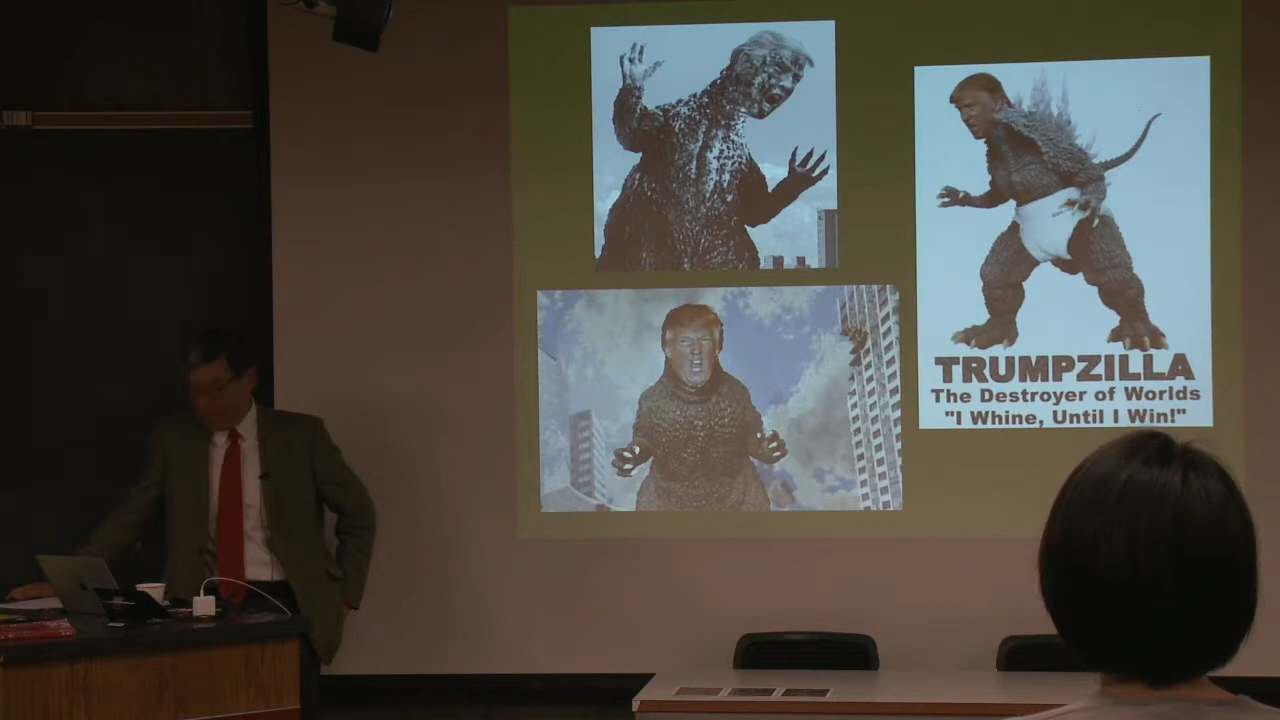 TRUMPZILLA
The Destroyer of Worlds
"I Whine, Until I Win!"